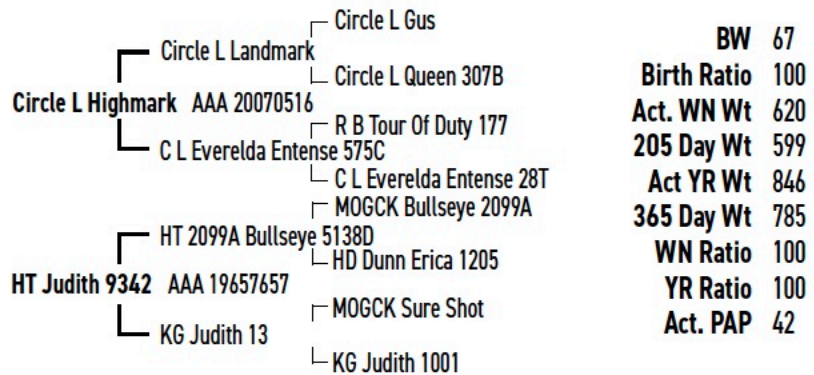 Circle L Gus
Circle L Landmark
Circle L Queen 307B
Circle L Highmark AAA 20070516
R B Tour Of Duty 177
C L Everelda Entense 575C
C L Everelda Entense 28T
MOGCK Bullseye 2099A
HT 2099A Bullseye 5138D
HD Dunn Erica 1205
HT Judith 9342 AAA 19657657
MOGCK Sure Shot
KG Judith 13
KG Judith 1001
BW 67
Birth Ratio 100
Act. WN Wt 620
205 Day Wt 599
Act YR Wt 846
365 Day Wt 785
WN Ratio 100
YR Ratio 100
Act. PAP 42